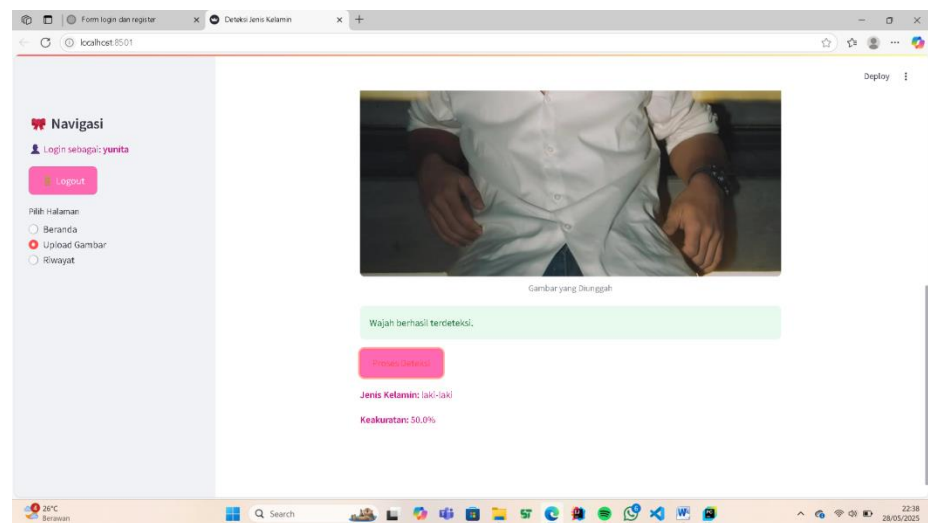 Form login dan register
Deteksi Jenis Kelamin
localhost:8501
Deploy
Navigasi
Login sebagai: yunita
Logout
Pilih Halaman
Beranda
Upload Gambar
Riwayat
Gambar yang Diunggah
Wajah berhasil terdeteksi.
Proses Deteksi
Jenis Kelamin: laki-laki
Keakuratan: 50.0%
26°C
Berawan
Search
22:38
28/05/2025